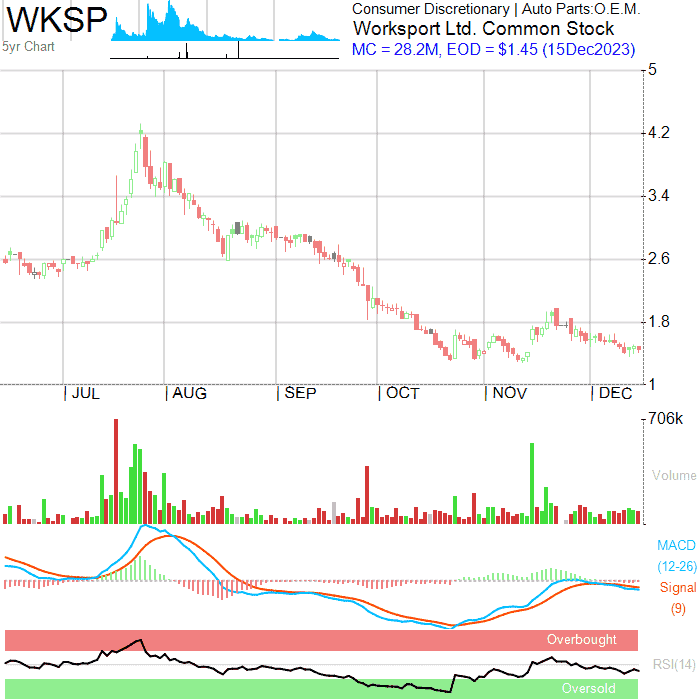 WKSP
5yr Chart
Consumer Discretionary | Auto Parts:O.E.M.
Worksport Ltd. Common Stock
MC = 28.2M, EOD = $1.45 (15Dec2023)
5
4.2
3.4
2.6
1.8
1
| JUL | AUG | SEP | OCT | NOV | DEC
706k
Volume
MACD
(12-26)
Signal
(9)
Overbought
RSI(14)
Oversold